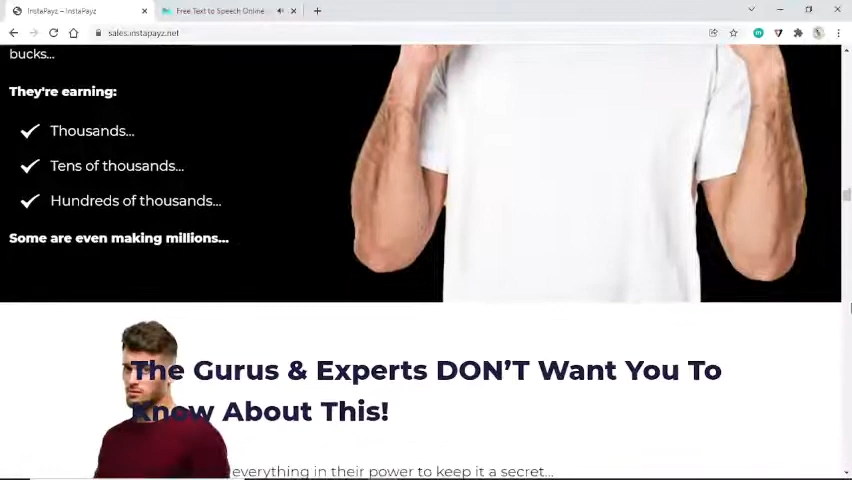 InstaPayz – InstaPayz
Free Text to Speech Online
sales.instapayz.net
bucks...
They're earning:
Thousands...
Tens of thousands...
Hundreds of thousands...
Some are even making millions...
The Gurus & Experts DON'T Want You To
Know About This!
everything in their power to keep it a secret...